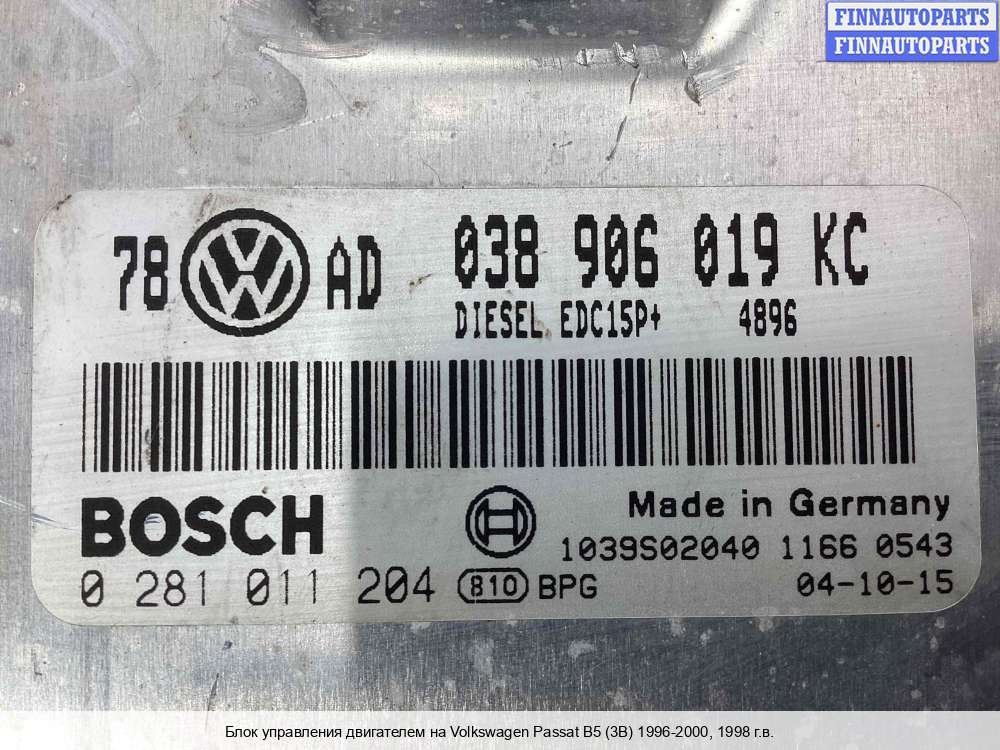 FINNAUTOPARTS
FINNAUTOPARTS
78 VW AD 038 906 019 KC
DIESEL EDC15P+ 4896
BOSCH
Made in Germany
1039S02040 1166 0543
0 281 011 204 810 BPG 04-10-15
Блок управления двигателем на Volkswagen Passat B5 (3B) 1996-2000, 1998 г.в.